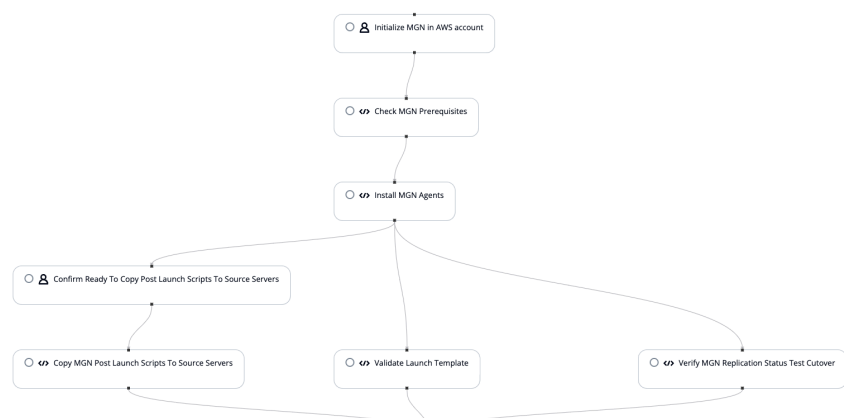 Initialize MGN in AWS account
Check MGN Prerequisites
Install MGN Agents
Confirm Ready To Copy Post Launch Scripts To Source Servers
Copy MGN Post Launch Scripts To Source Servers
Validate Launch Template
Verify MGN Replication Status Test Cutover